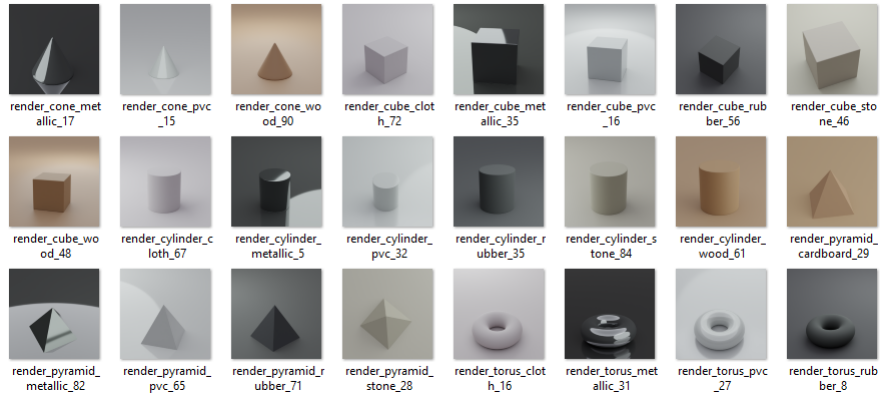 render_cone_met
allic_17
render_cone_pvc
_15
render_cone_wo
od_90
render_cube_clot
h_72
render_cube_met
allic_35
render_cube_pvc
_16
render_cube_rub
ber_56
render_cube_sto
ne_46
render_cube_wo
od_48
render_cylinder_c
loth_67
render_cylinder_
metallic_5
render_cylinder_
pvc_32
render_cylinder_r
ubber_35
render_cylinder_s
tone_84
render_cylinder_
wood_61
render_pyramid_
cardboard_29
render_pyramid_
metallic_82
render_pyramid_
pvc_65
render_pyramid_r
ubber_71
render_pyramid_
stone_28
render_torus_clot
h_16
render_torus_met
allic_31
render_torus_pvc
_27
render_torus_rub
ber_8